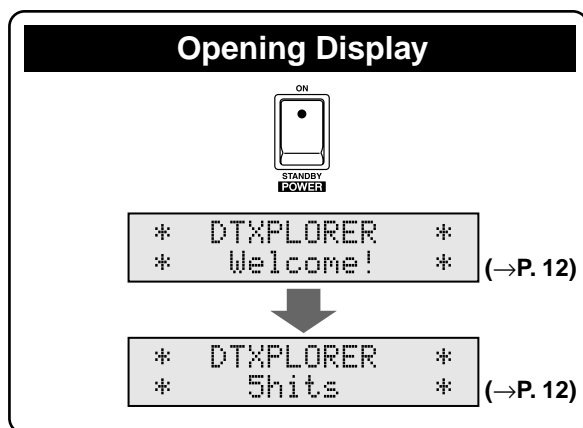 Opening Display
ON
STANDBY
POWER
* DTXPLORER *
* Welcome! *
(→P. 12)
* DTXPLORER *
* 5hits *
(→P. 12)